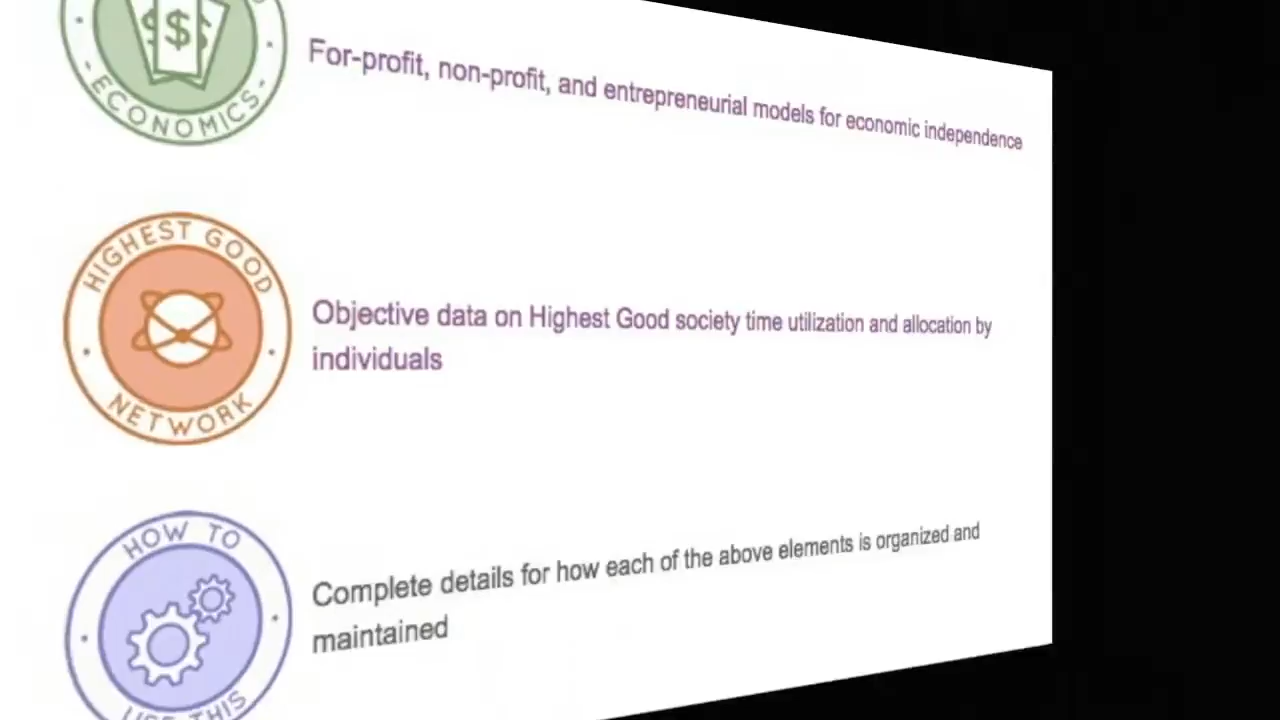 ECONOMICS
For-profit, non-profit, and entrepreneurial models for economic independence
HIGHEST GOOD
NETWORK
Objective data on Highest Good society time utilization and allocation by
individuals
HOW TO
USE THIS
Complete details for how each of the above elements is organized and
maintained